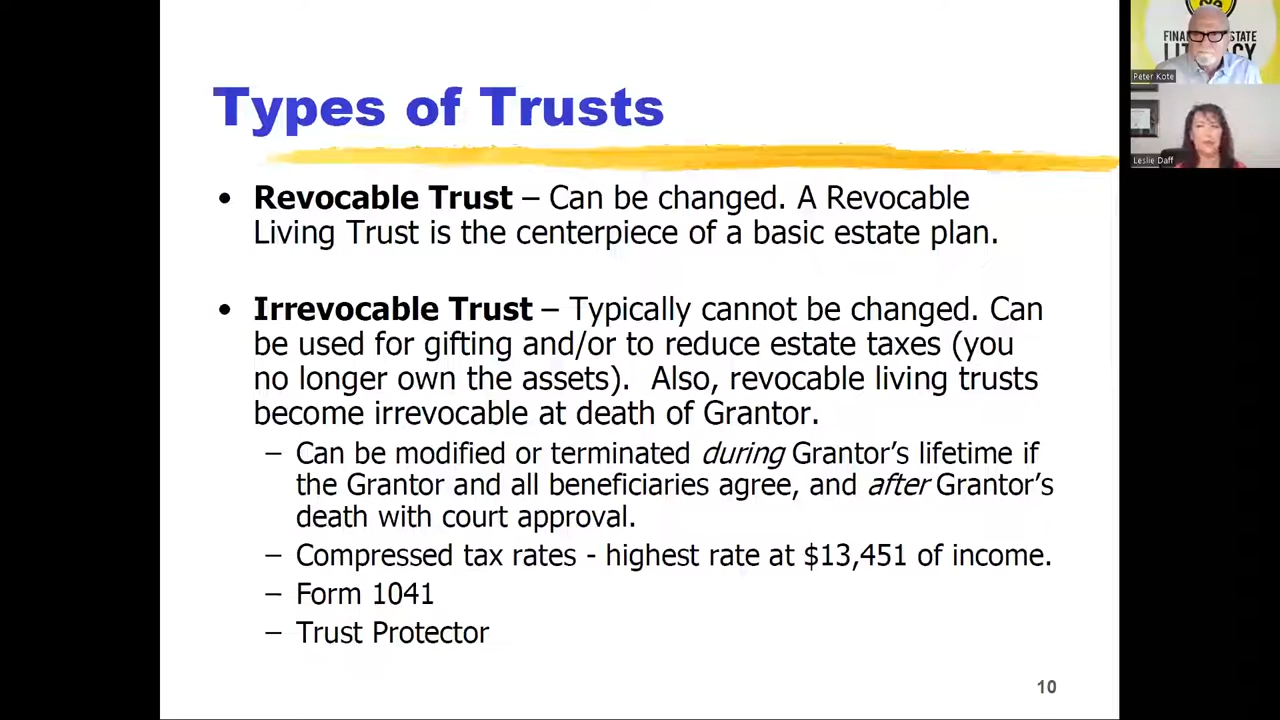 Types of Trusts
• Revocable Trust – Can be changed. A Revocable
Living Trust is the centerpiece of a basic estate plan.
• Irrevocable Trust – Typically cannot be changed. Can
be used for gifting and/or to reduce estate taxes (you
no longer own the assets).  Also, revocable living trusts
become irrevocable at death of Grantor.
– Can be modified or terminated during Grantor's lifetime if
the Grantor and all beneficiaries agree, and after Grantor's
death with court approval.
– Compressed tax rates - highest rate at $13,451 of income.
– Form 1041
– Trust Protector
10
Peter Kote
Leslie Daff